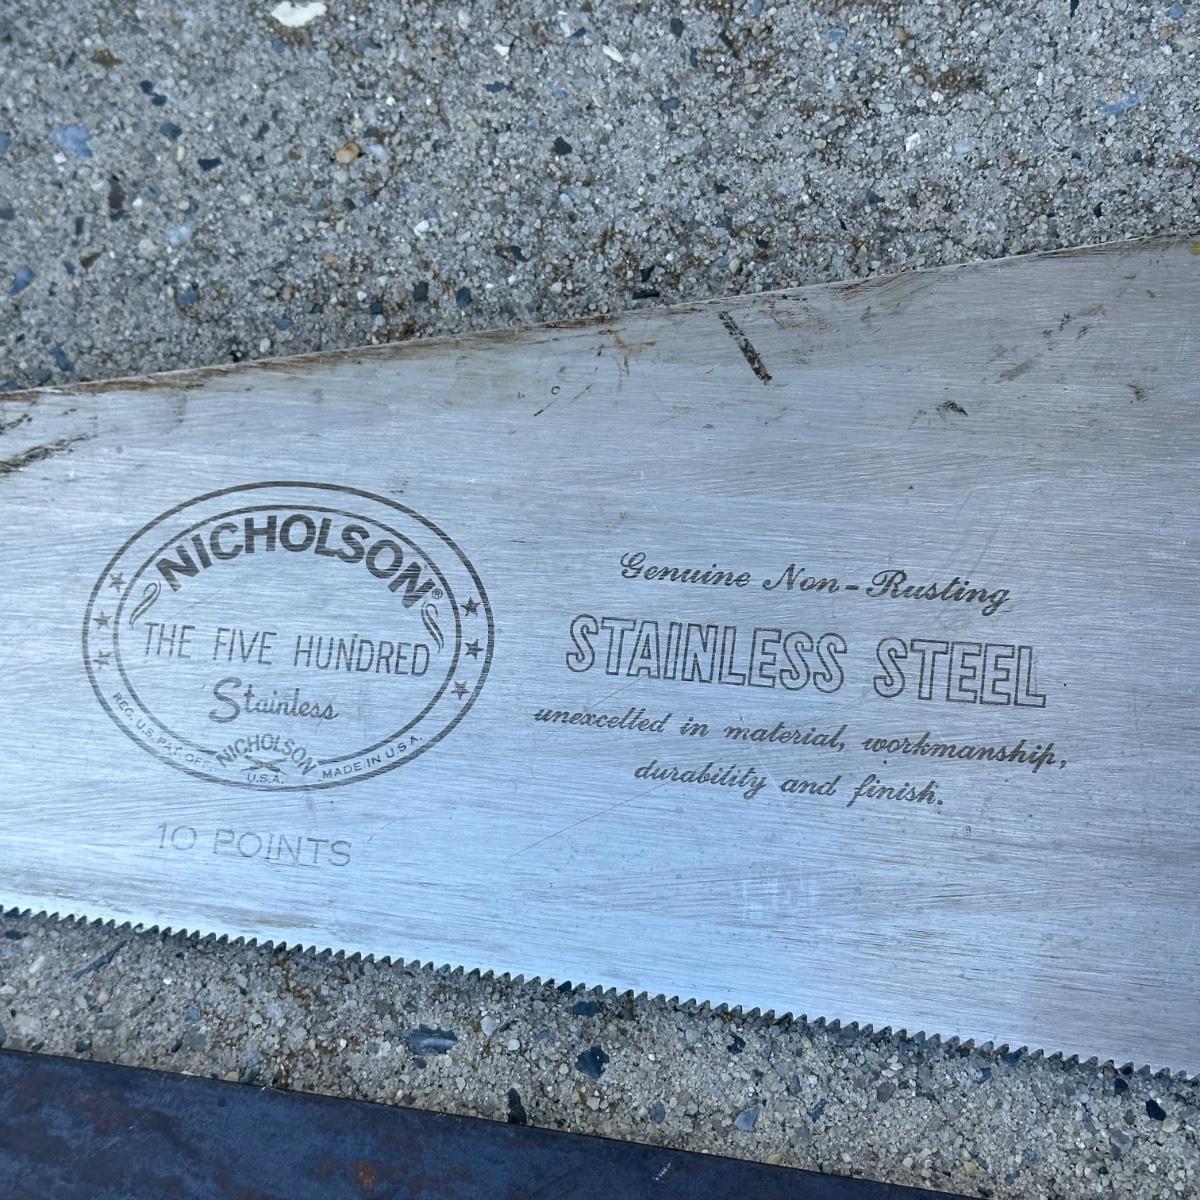 NICHOLSON®
THE FIVE HUNDRED
Stainless
REG. U.S. PAT. OFF.
NICHOLSON
U.S.A.
MADE IN U.S.A.
10 POINTS
Genuine Non-Rusting
STAINLESS STEEL
unexcelled in material, workmanship,
durability and finish.